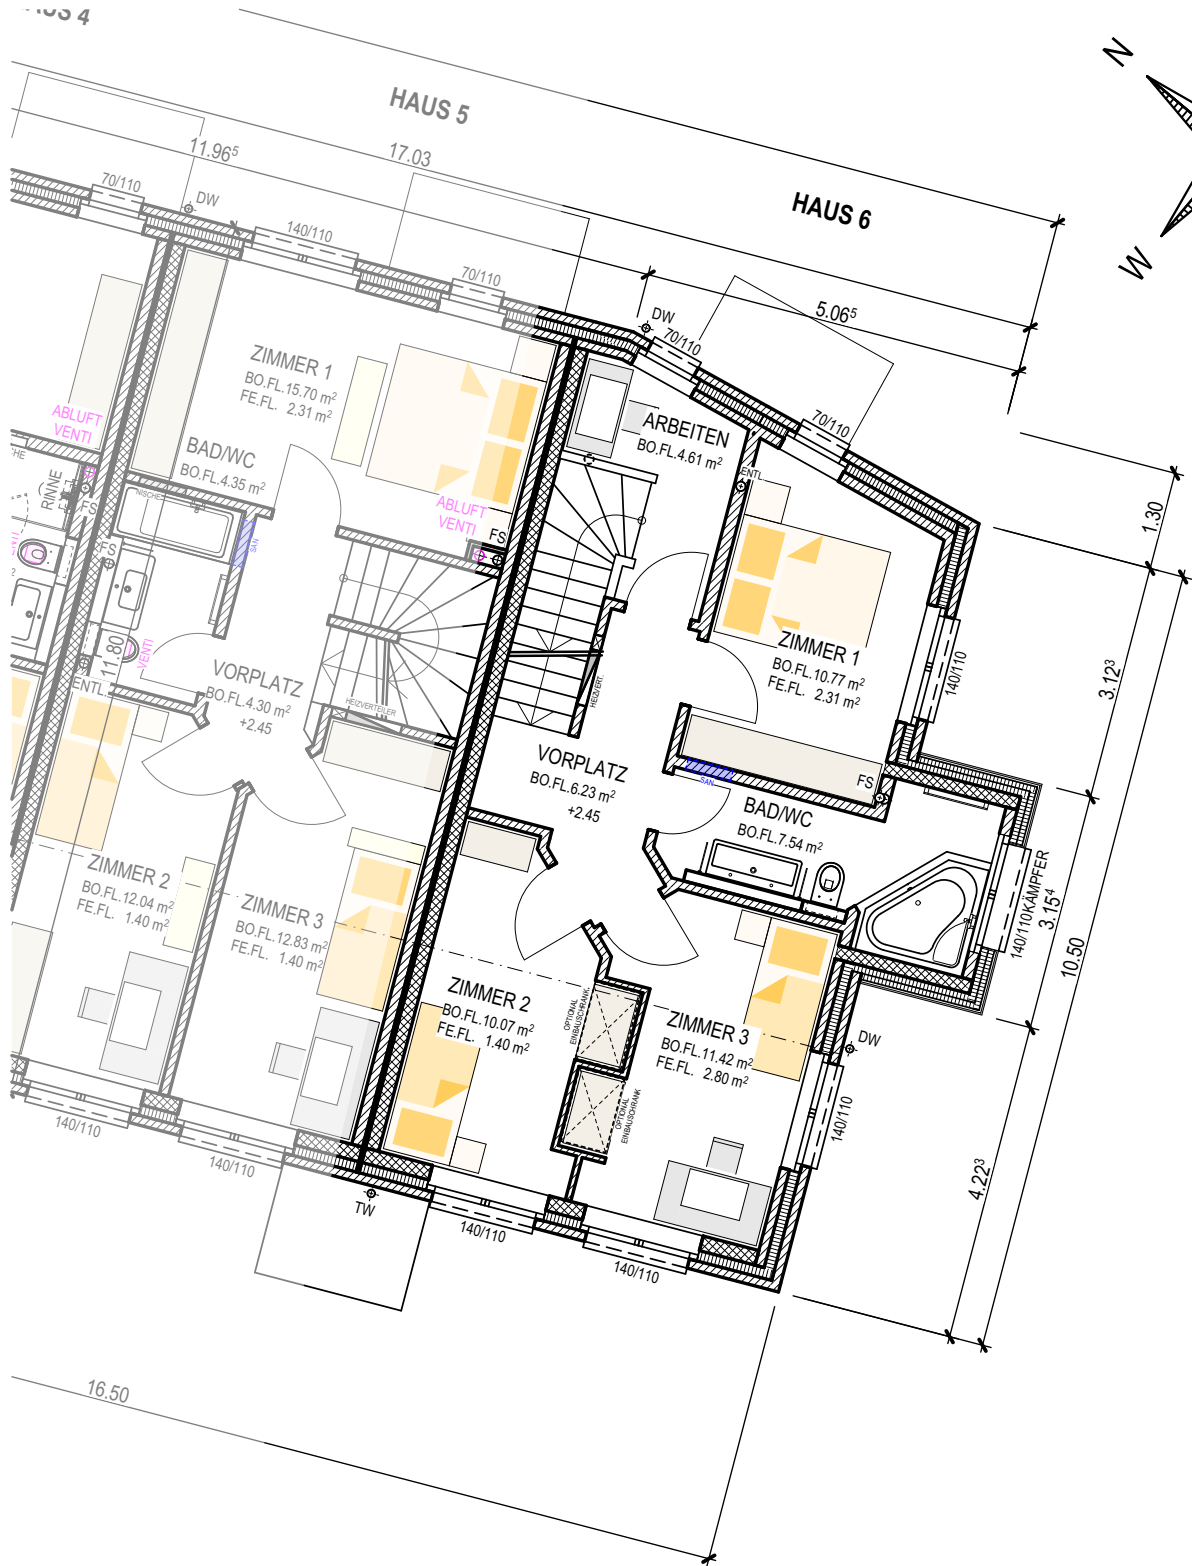 HAUS 4
HAUS 5
HAUS 6
N
W
11.96⁵
17.03
5.06⁵
70/110
DW
140/110
70/110
DW
70/110
70/110
ZIMMER 1
BO.FL.15.70 m²
FE.FL. 2.31 m²
ABLUFT
VENTI
BAD/WC
BO.FL.4.35 m²
RINNE
NISCHE
FS
FS
SAN
ABLUFT
VENTI
FS
ARBEITEN
BO.FL.4.61 m²
ENTL.
1.30
3.12³
ZIMMER 1
BO.FL.10.77 m²
FE.FL. 2.31 m²
140/110
11.80
VENTI
ENTL.
VORPLATZ
BO.FL.4.30 m²
+2.45
HEIZVERTEILER
HEIZVERT.
VORPLATZ
BO.FL.6.23 m²
+2.45
SAN
FS
BAD/WC
BO.FL.7.54 m²
140/110KÄMPFER
3.15⁴
10.50
ZIMMER 2
BO.FL.12.04 m²
FE.FL. 1.40 m²
ZIMMER 3
BO.FL.12.83 m²
FE.FL. 1.40 m²
ZIMMER 2
BO.FL.10.07 m²
FE.FL. 1.40 m²
OPTIONAL
EINBAUSCHRANK
ZIMMER 3
BO.FL.11.42 m²
FE.FL. 2.80 m²
DW
OPTIONAL
EINBAUSCHRANK
140/110
4.22³
140/110
140/110
TW
140/110
140/110
16.50